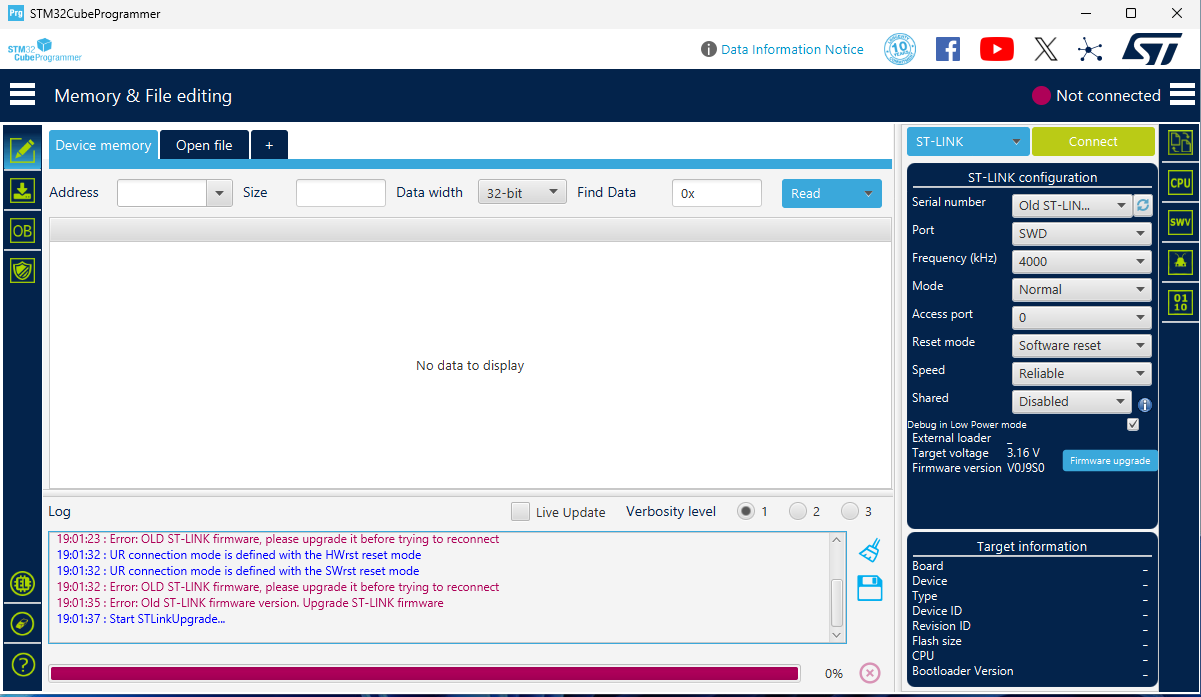 Prg STM32CubeProgrammer
STM32
CubeProgrammer
Data Information Notice
10
Memory & File editing
Not connected
Device memory
Open file
+
Address
Size
Data width
32-bit
Find Data
0x
Read
No data to display
OB
ST-LINK
Connect
ST-LINK configuration
Serial number Old ST-LIN...
Port SWD
Frequency (kHz) 4000
Mode Normal
Access port 0
Reset mode Software reset
Speed Reliable
Shared Disabled
Debug in Low Power mode
External loader _
Target voltage 3.16 V
Firmware version V0J9S0
Firmware upgrade
CPU
SWV
01
10
Log
Live Update
Verbosity level
1
2
3
19:01:23 : Error: OLD ST-LINK firmware, please upgrade it before trying to reconnect
19:01:32 : UR connection mode is defined with the HWrst reset mode
19:01:32 : UR connection mode is defined with the SWrst reset mode
19:01:32 : Error: OLD ST-LINK firmware, please upgrade it before trying to reconnect
19:01:35 : Error: Old ST-LINK firmware version. Upgrade ST-LINK firmware
19:01:37 : Start STLinkUpgrade...
0%
EL
?
Target information
Board _
Device _
Type _
Device ID _
Revision ID _
Flash size _
CPU _
Bootloader Version _